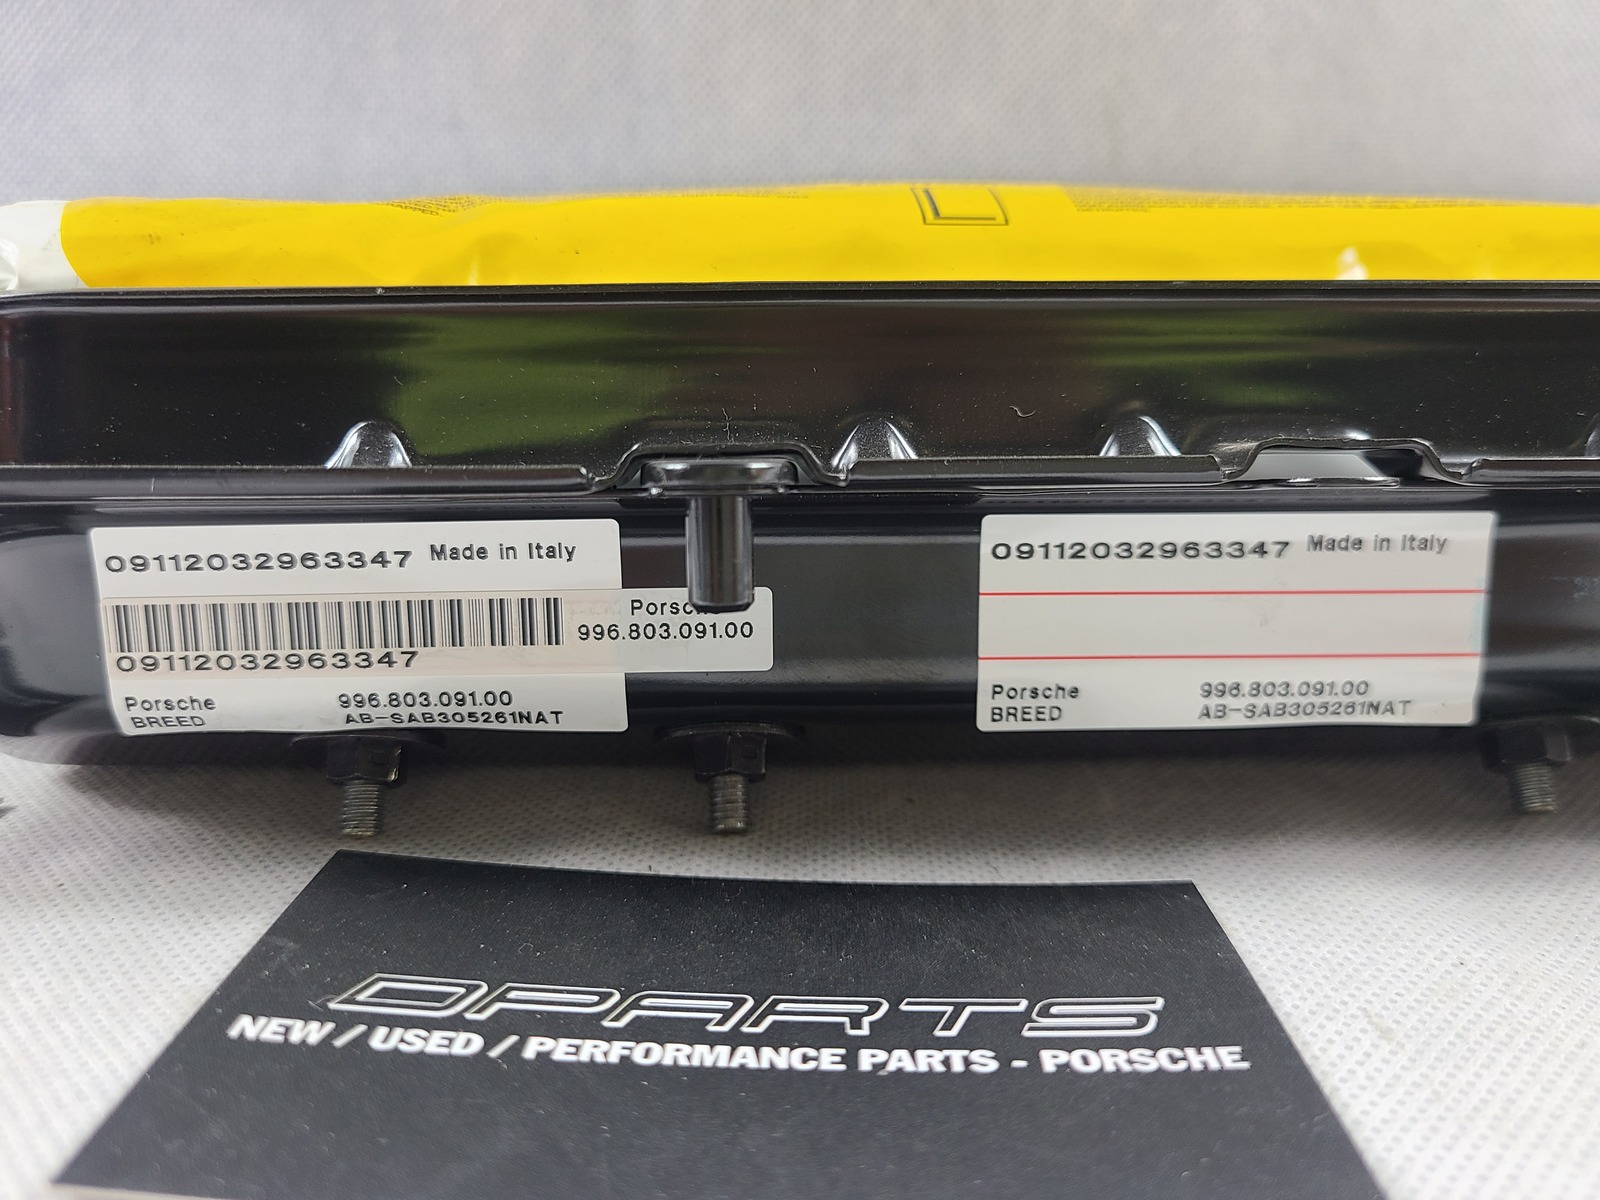 09112032963347 Made in Italy
09112032963347
Porsche 996.803.091.00
BREED AB-SAB305261NAT
996.803.091.00
09112032963347 Made in Italy
Porsche 996.803.091.00
BREED AB-SAB305261NAT
DPARTS
NEW / USED / PERFORMANCE PARTS - PORSCHE